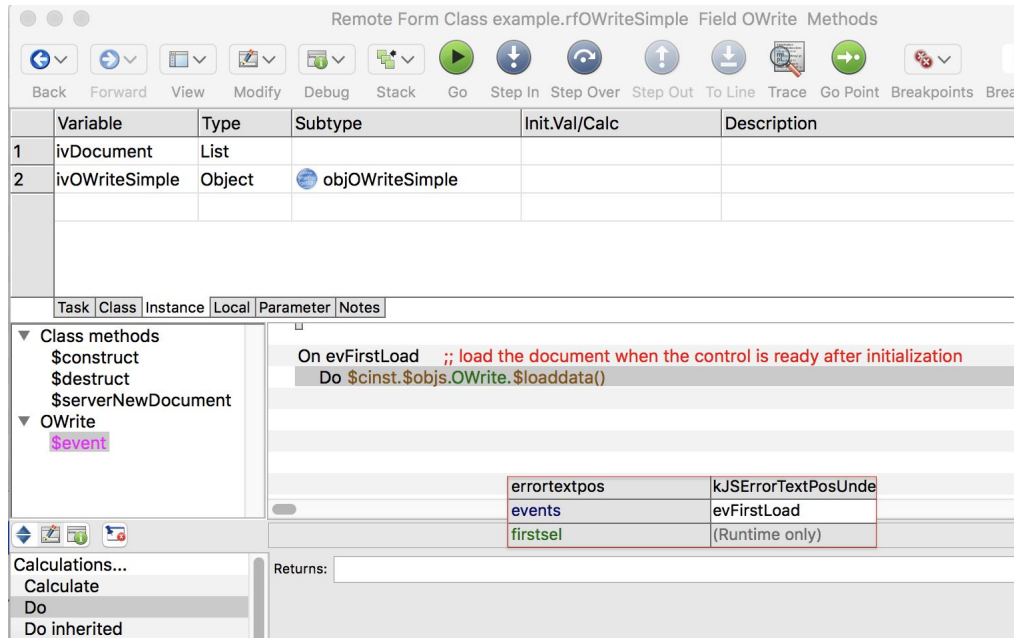 Remote Form Class example.rfOWriteSimple Field OWrite Methods
Back Forward View Modify Debug Stack Go Step In Step Over Step Out To Line Trace Go Point Breakpoints Brea
Variable Type Subtype Init.Val/Calc Description
1 ivDocument List
2 ivOWriteSimple Object objOWriteSimple
Task Class Instance Local Parameter Notes
Class methods
$construct
$destruct
$serverNewDocument
OWrite
$event
On evFirstLoad ;; load the document when the control is ready after initialization
Do $cinst.$objs.OWrite.$loaddata()
errortextpos kJSErrorTextPosUnde
events evFirstLoad
firstsel (Runtime only)
Calculations...
Calculate
Do
Do inherited
Returns: